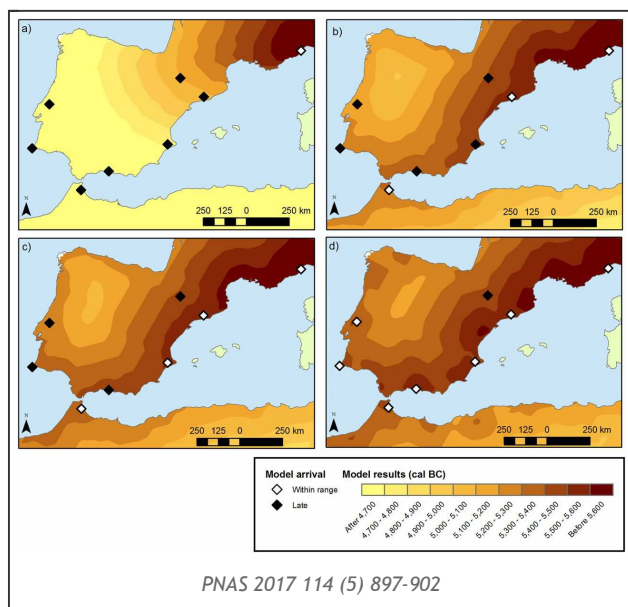 a)
N
250 125 0 250 km
b)
N
250 125 0 250 km
c)
N
250 125 0 250 km
d)
N
250 125 0 250 km
Model arrival
Within range
Late
Model results (cal BC)
After 4,700
4,700 - 4,800
4,800 - 4,900
4,900 - 5,000
5,000 - 5,100
5,100 - 5,200
5,200 - 5,300
5,300 - 5,400
5,400 - 5,500
5,500 - 5,600
Before 5,600
PNAS 2017 114 (5) 897-902